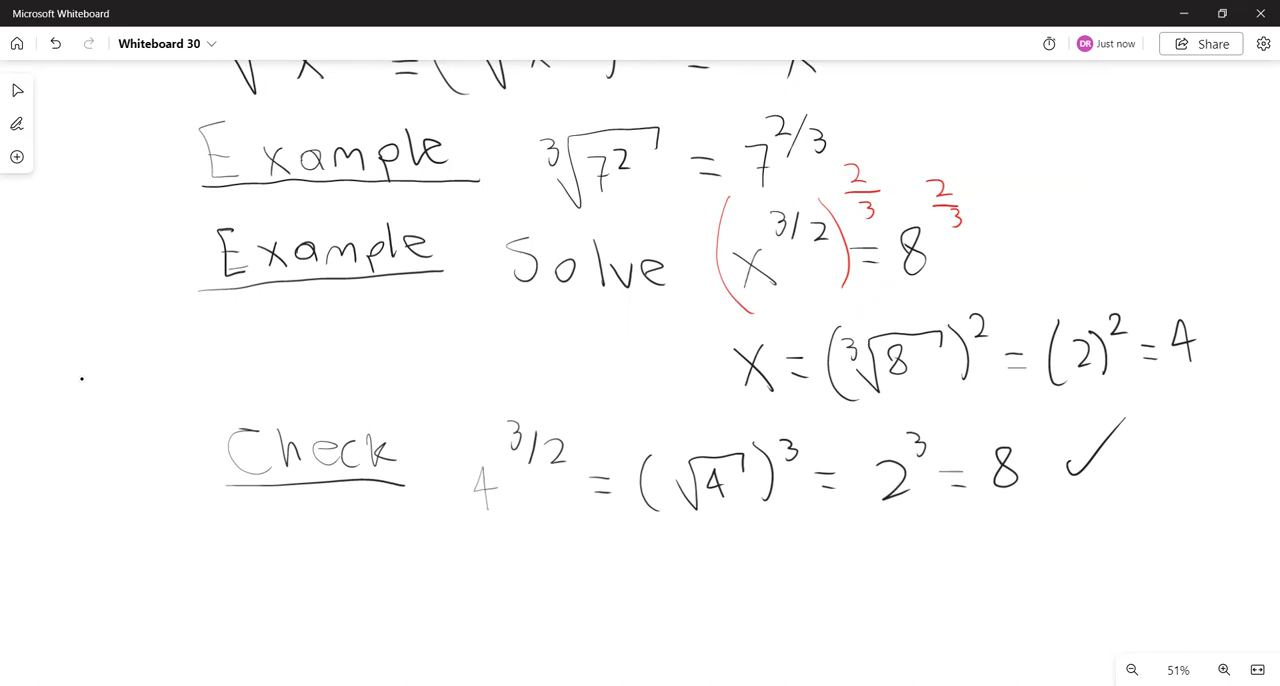 Microsoft Whiteboard
Whiteboard 30
DR Just now Share
Example ∛(7²) = 7^(2/3)
Example Solve (x^(3/2))^(2/3) = 8^(2/3)
x = (∛8)² = (2)² = 4
Check 4^(3/2) = (√4)³ = 2³ = 8 ✓
51%